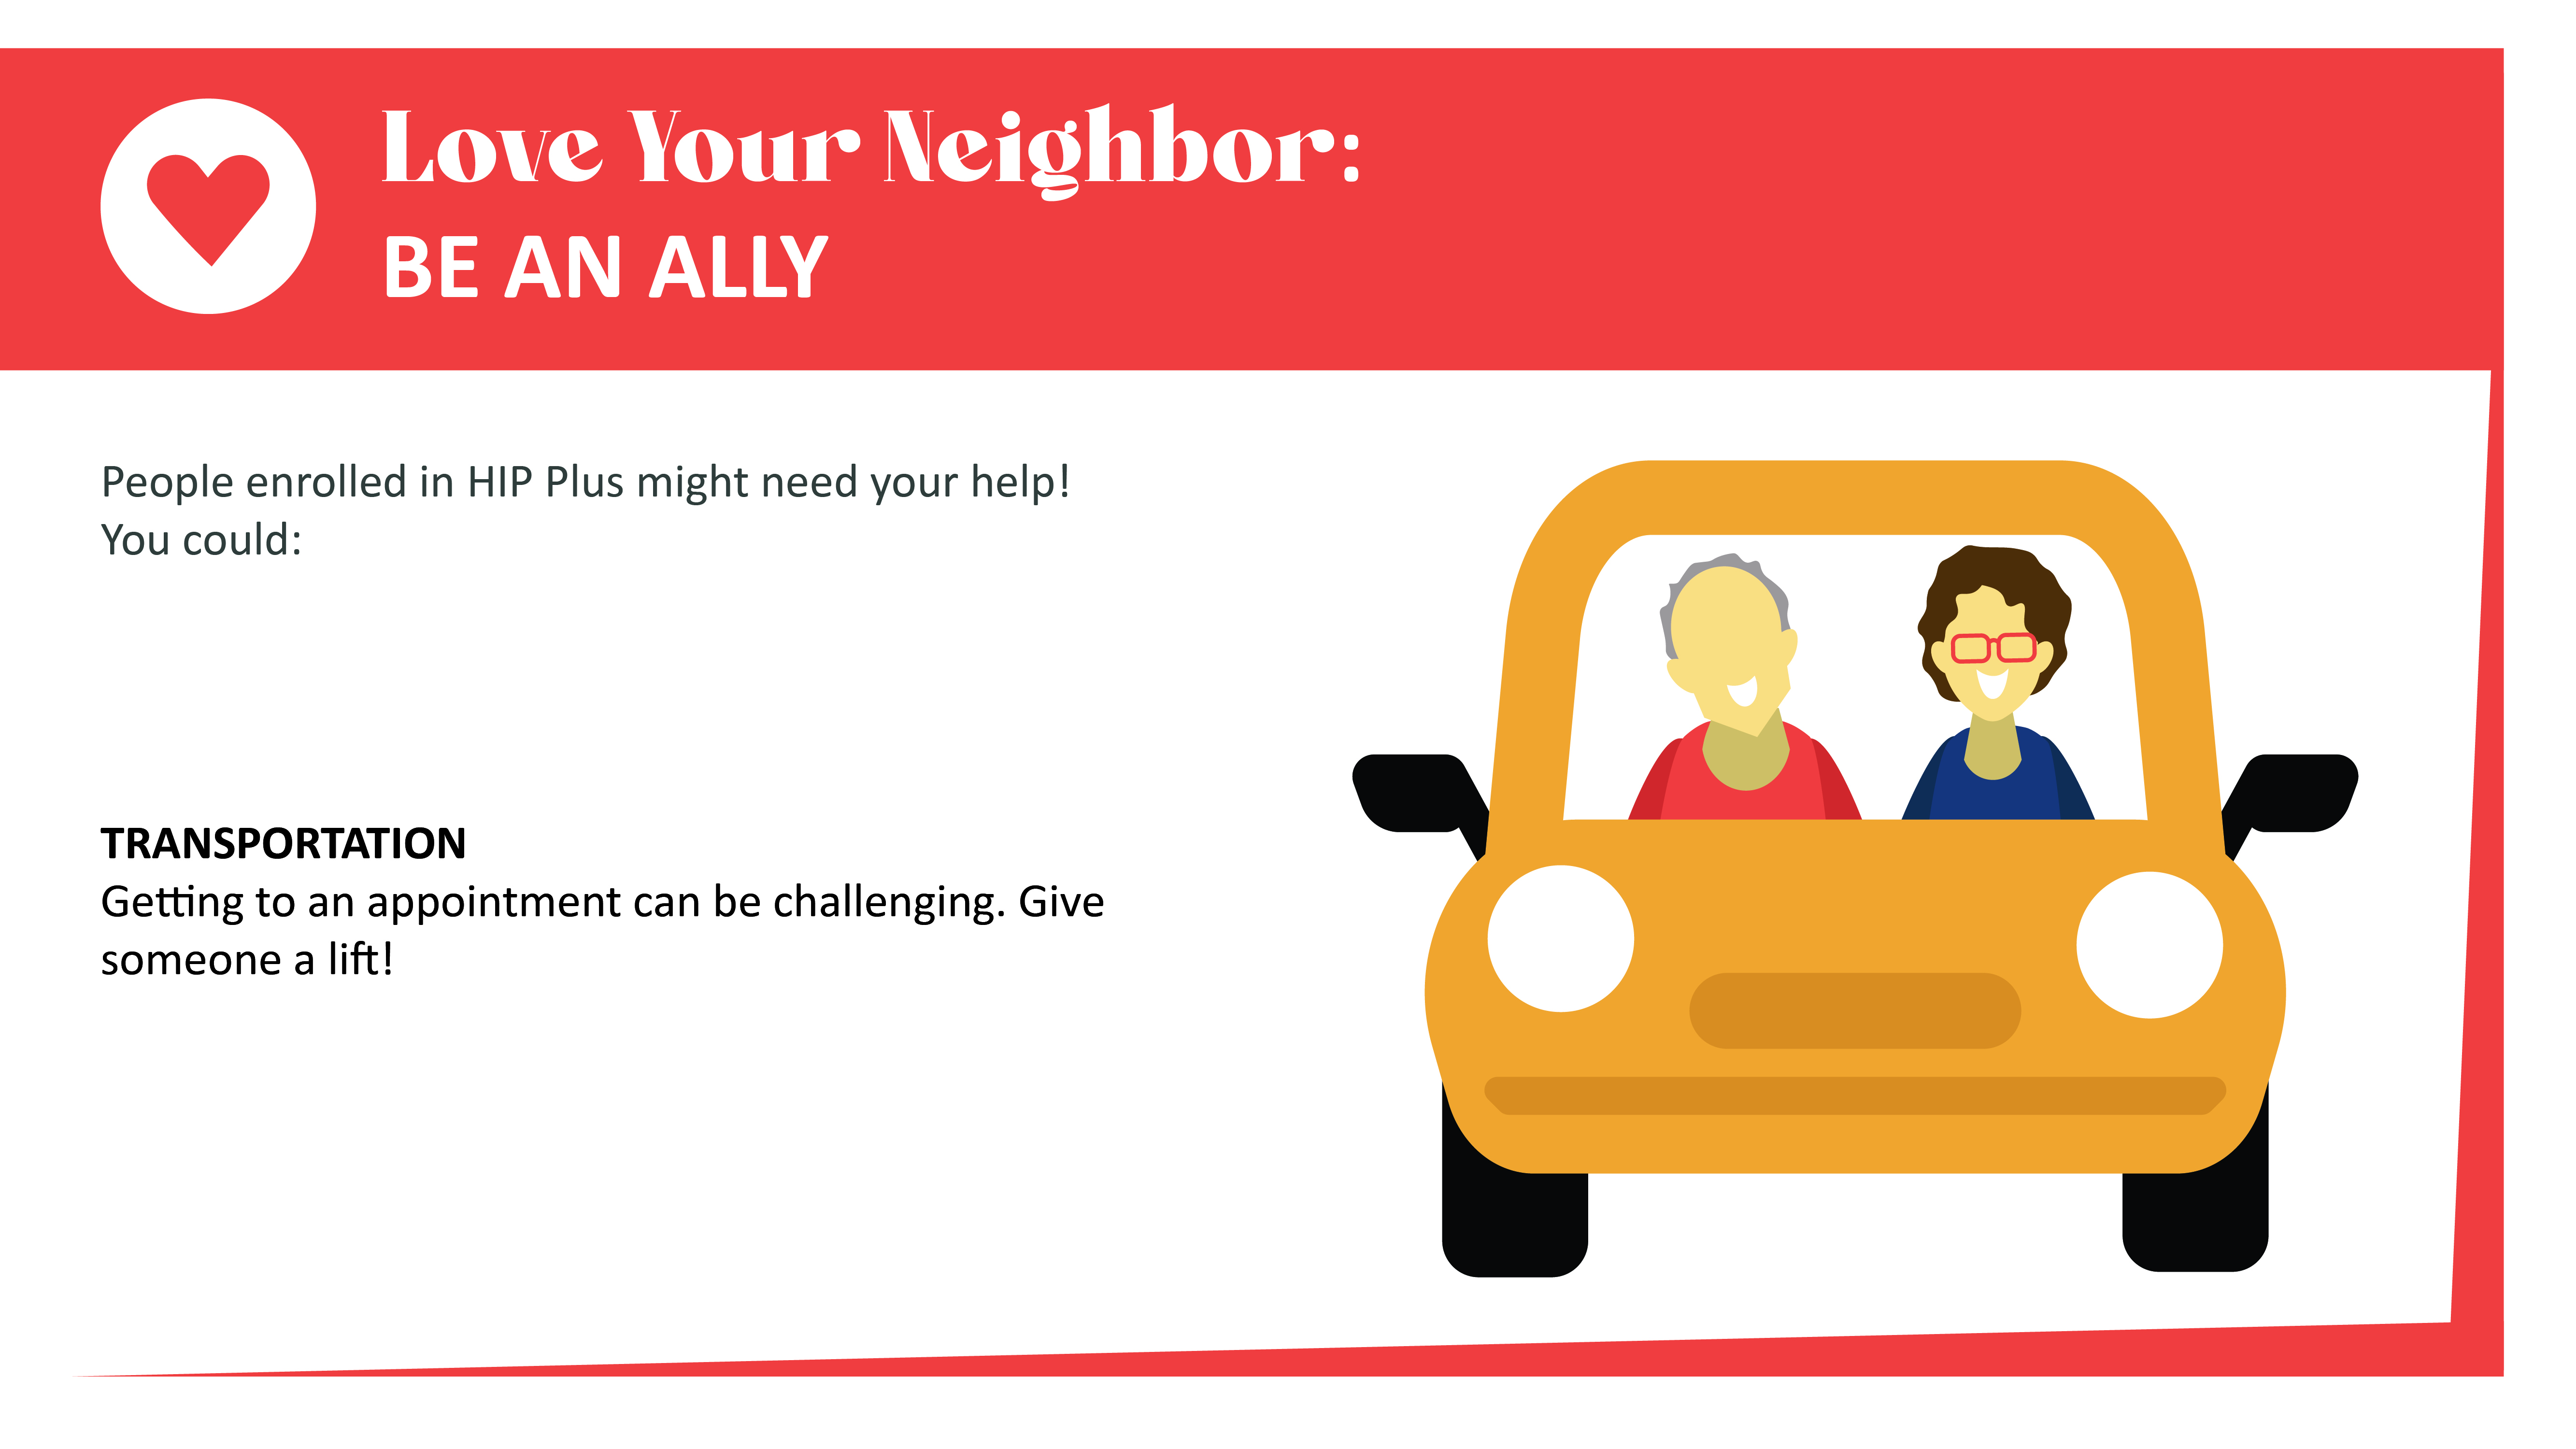 Love Your Neighbor:
BE AN ALLY
People enrolled in HIP Plus might need your help!
You could:
TRANSPORTATION
Getting to an appointment can be challenging. Give
someone a lift!